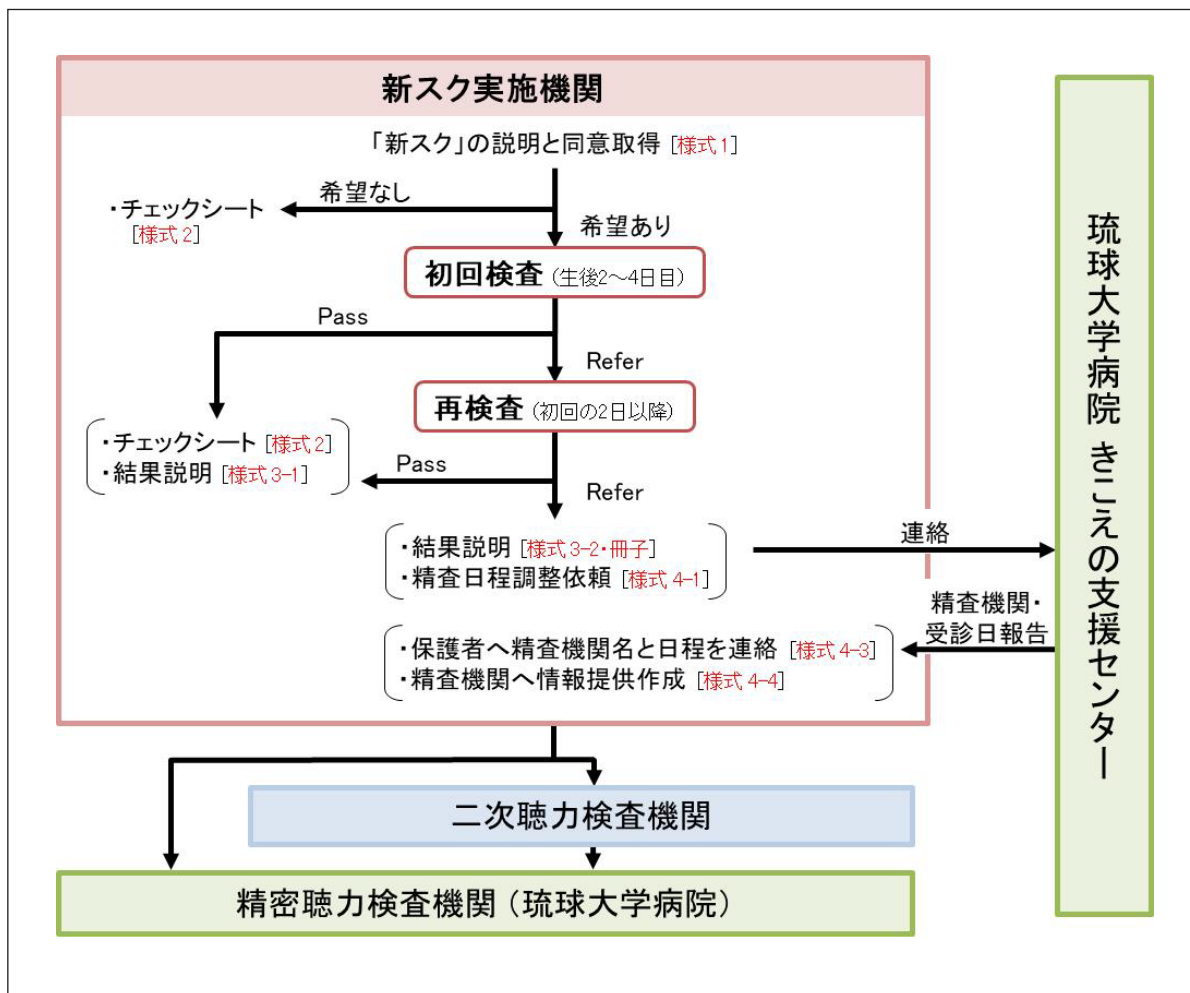 新スク実施機関
「新スク」の説明と同意取得 [様式1]
希望なし
・チェックシート
[様式2]
希望あり
初回検査 (生後2～4日目)
Pass
Refer
再検査 (初回の2日以降)
・チェックシート [様式2]
・結果説明 [様式3-1]
Pass
Refer
・結果説明 [様式3-2・冊子]
・精査日程調整依頼 [様式4-1]
連絡
精査機関・
受診日報告
・保護者へ精査機関名と日程を連絡 [様式4-3]
・精査機関へ情報提供作成 [様式4-4]
琉球大学病院 きこえの支援センター
二次聴力検査機関
精密聴力検査機関（琉球大学病院）